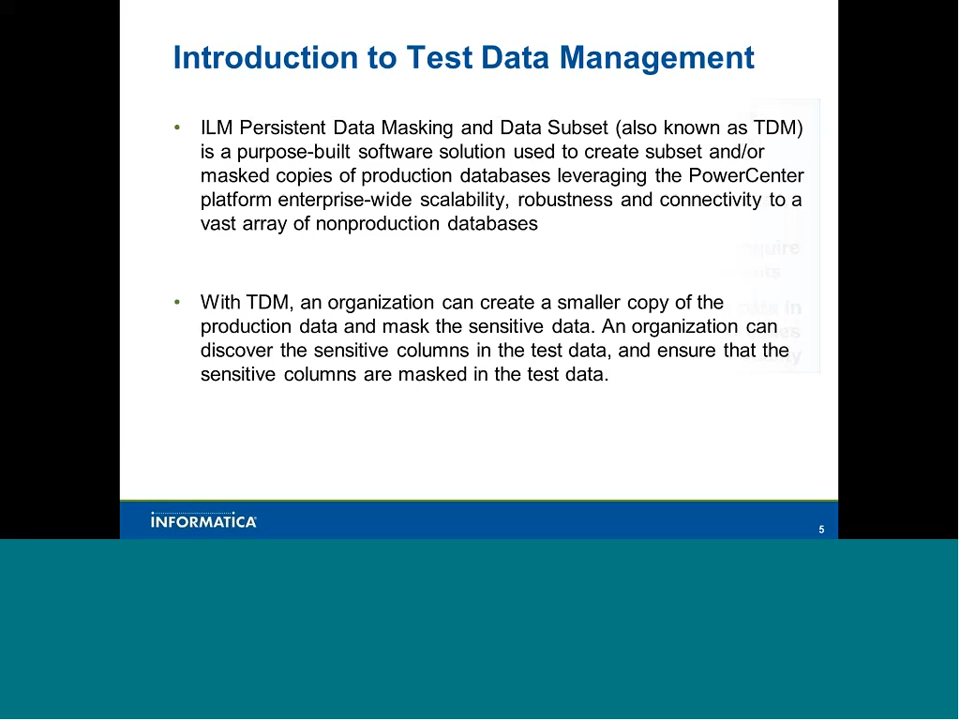 Introduction to Test Data Management
• ILM Persistent Data Masking and Data Subset (also known as TDM)
is a purpose-built software solution used to create subset and/or
masked copies of production databases leveraging the PowerCenter
platform enterprise-wide scalability, robustness and connectivity to a
vast array of nonproduction databases
• With TDM, an organization can create a smaller copy of the
production data and mask the sensitive data. An organization can
discover the sensitive columns in the test data, and ensure that the
sensitive columns are masked in the test data.
INFORMATICA
5